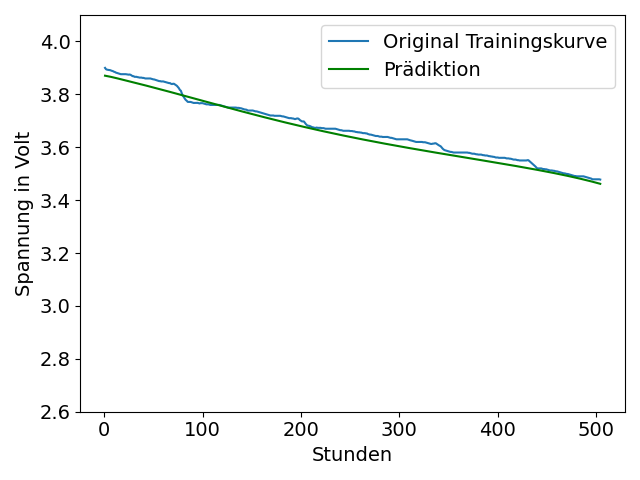 Original Trainingskurve
Prädiktion
Spannung in Volt
4.0
3.8
3.6
3.4
3.2
3.0
2.8
2.6
0 100 200 300 400 500
Stunden